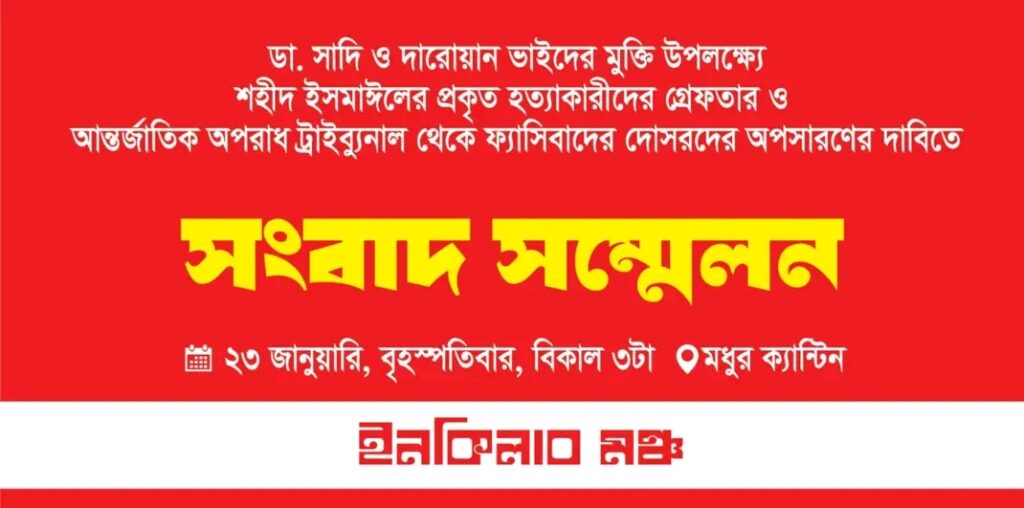 ডা. সাদি ও দারোয়ান ভাইদের মুক্তি উপলক্ষ্যে
শহীদ ইসমাঈলের প্রকৃত হত্যাকারীদের গ্রেফতার ও
আন্তর্জাতিক অপরাধ ট্রাইব্যুনাল থেকে ফ্যাসিবাদের দোসরদের অপসারণের দাবিতে
সংবাদ সম্মেলন
২৩ জানুয়ারি, বৃহস্পতিবার, বিকাল ৩টা মধুর ক্যান্টিন
ইনকিলাব মঞ্চ